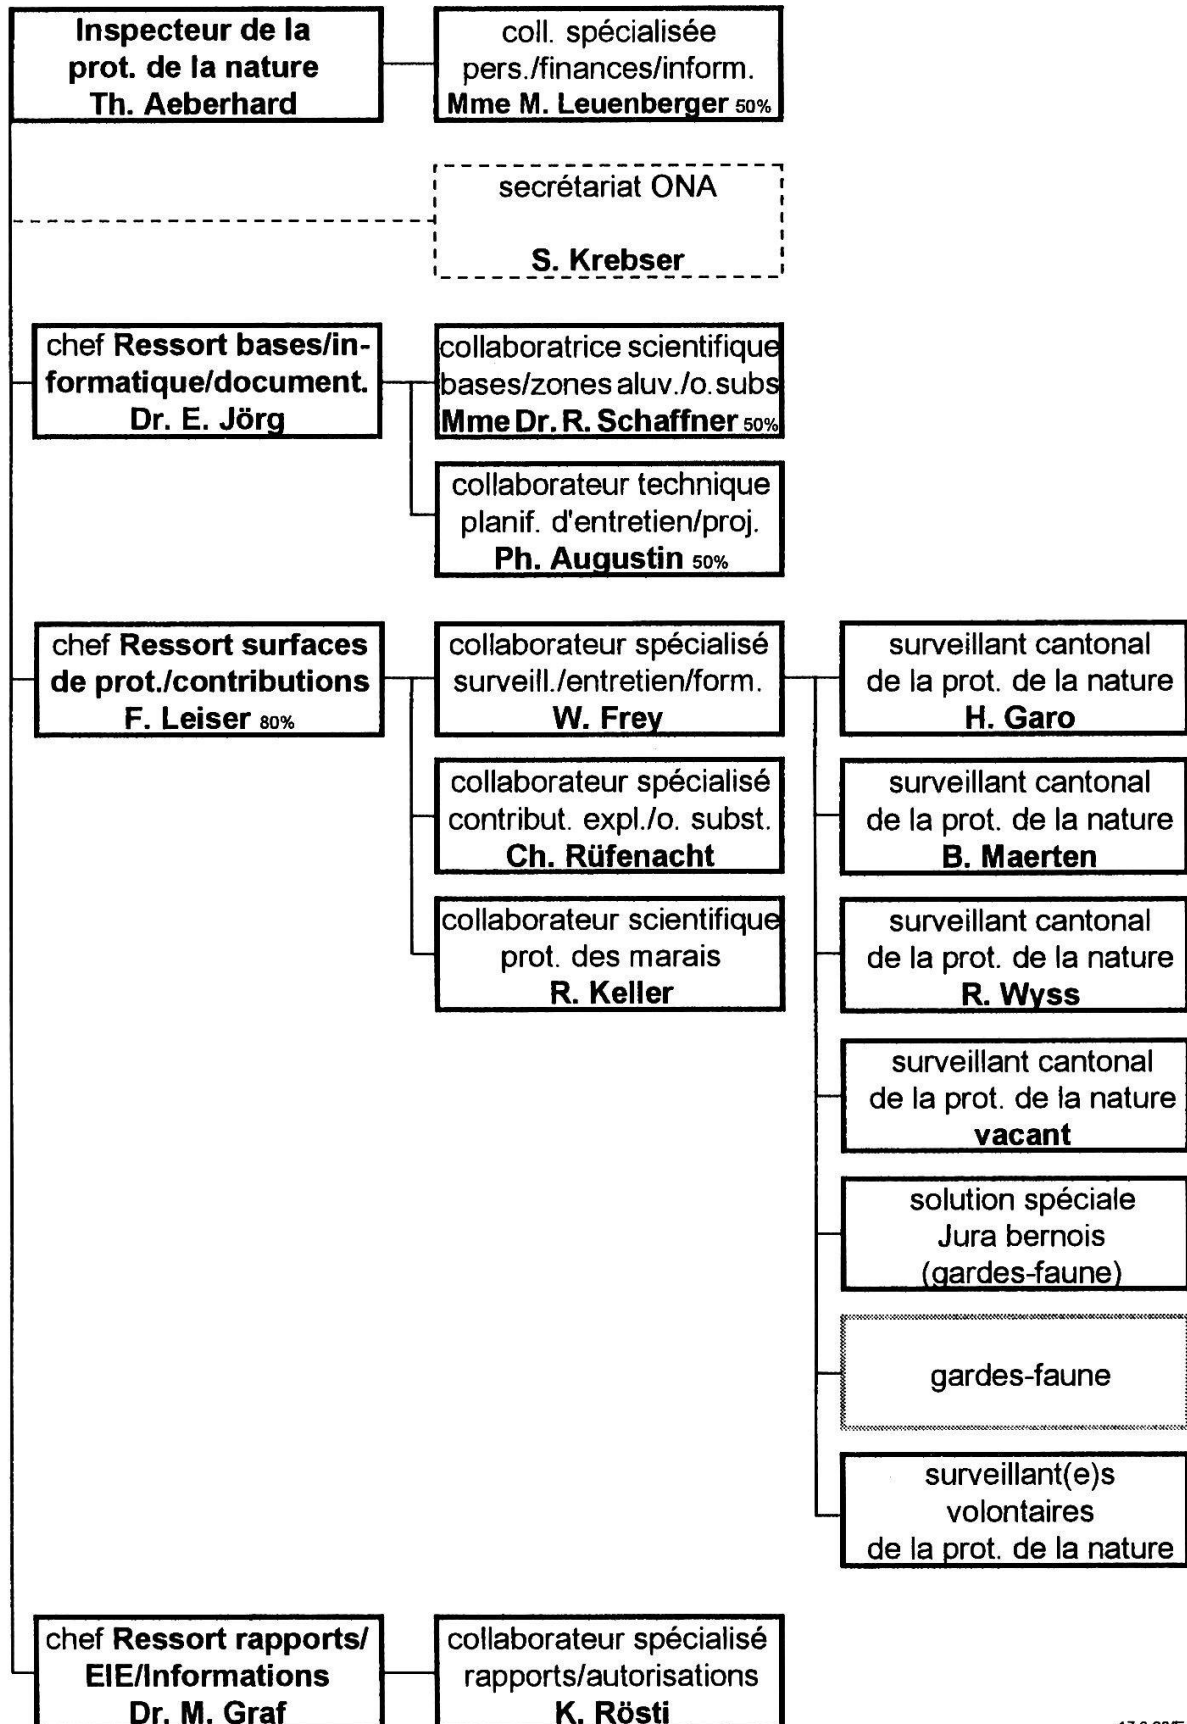 Inspecteur de la
prot. de la nature
Th. Aeberhard
coll. spécialisée
pers./finances/inform.
Mme M. Leuenberger 50%
secrétariat ONA
S. Krebser
chef Ressort bases/in-
formatique/document.
Dr. E. Jörg
collaboratrice scientifique
bases/zones aluv./o.subs
Mme Dr. R. Schaffner 50%
collaborateur technique
planif. d'entretien/proj.
Ph. Augustin 50%
chef Ressort surfaces
de prot./contributions
F. Leiser 80%
collaborateur spécialisé
surveill./entretien/form.
W. Frey
surveillant cantonal
de la prot. de la nature
H. Garo
collaborateur spécialisé
contribut. expl./o. subst.
Ch. Rüfenacht
surveillant cantonal
de la prot. de la nature
B. Maerten
collaborateur scientifique
prot. des marais
R. Keller
surveillant cantonal
de la prot. de la nature
R. Wyss
surveillant cantonal
de la prot. de la nature
vacant
solution spéciale
Jura bernois
(gardes-faune)
gardes-faune
surveillant(e)s
volontaires
de la prot. de la nature
chef Ressort rapports/
EIE/Informations
Dr. M. Graf
collaborateur spécialisé
rapports/autorisations
K. Rösti